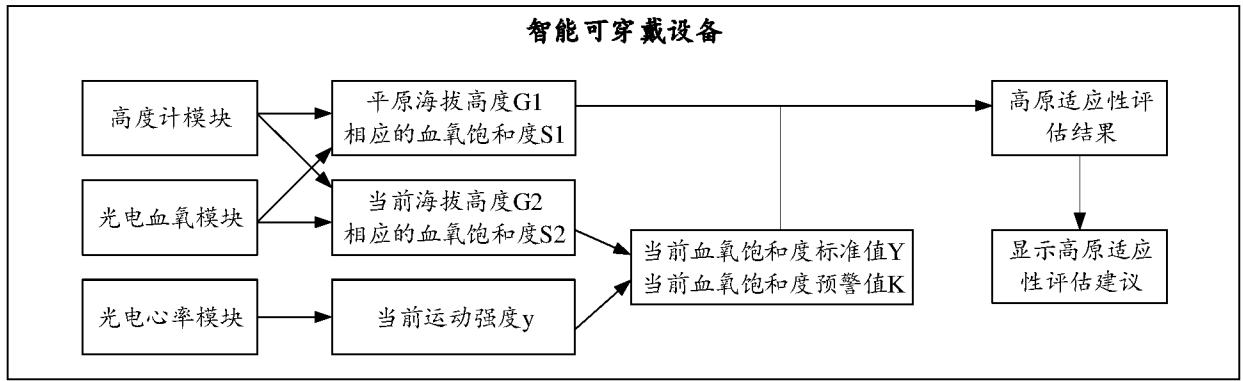 智能可穿戴设备
高度计模块
平原海拔高度G1
相应的血氧饱和度S1
高原适应性评
估结果
光电血氧模块
当前海拔高度G2
相应的血氧饱和度S2
当前血氧饱和度标准值Y
当前血氧饱和度预警值K
显示高原适应
性评估建议
光电心率模块
当前运动强度y